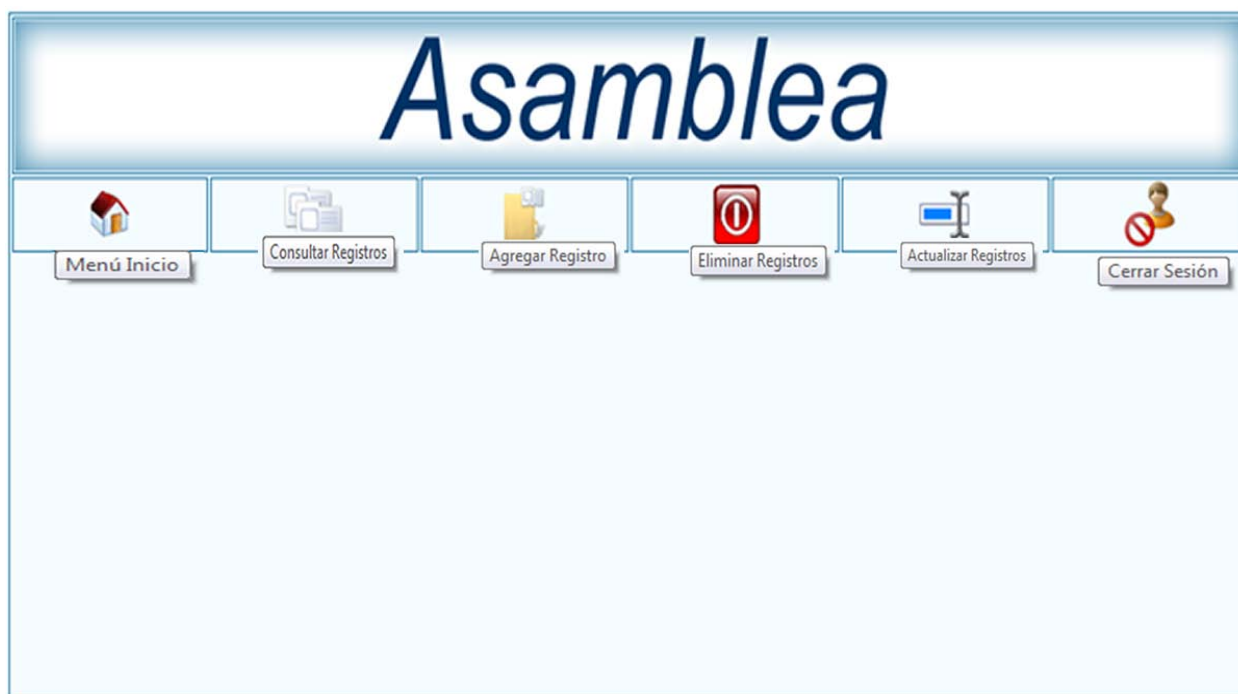 Asamblea
Menú Inicio
Consultar Registros
Agregar Registro
Eliminar Registros
Actualizar Registros
Cerrar Sesión